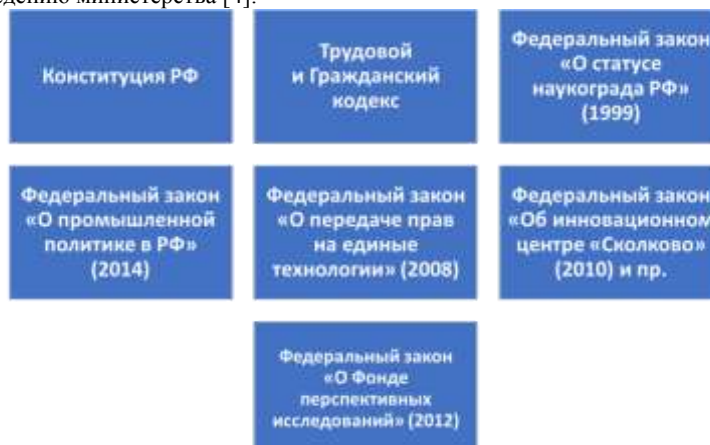 министерства [4].
Конституция РФ
Трудовой
и Гражданский
кодекс
Федеральный закон
«О статусе
наукограда РФ»
(1999)
Федеральный закон
«О промышленной
политике в РФ»
(2014)
Федеральный закон
«О передаче прав
на единые
технологии» (2008)
Федеральный закон
«Об инновационном
центре «Сколково»
(2010) и пр.
Федеральный закон
«О Фонде
перспективных
исследований» (2012)